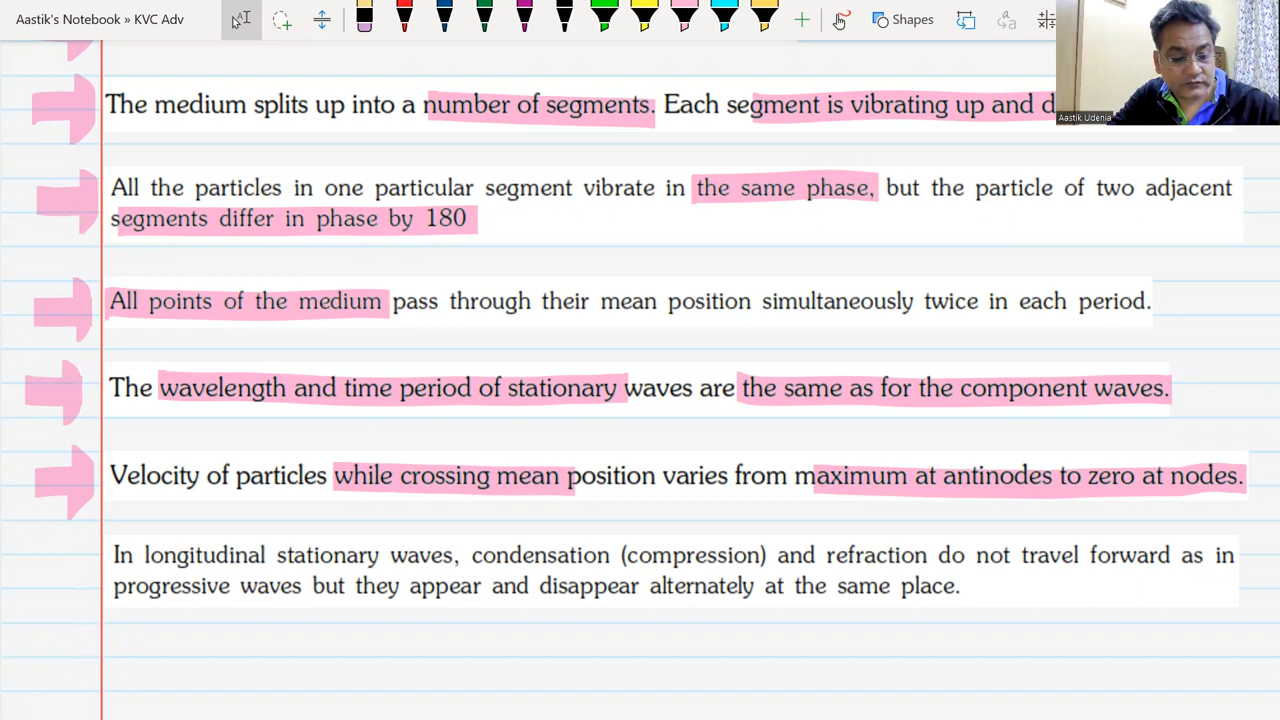 Aastik's Notebook » KVC Adv
Shapes
The medium splits up into a number of segments. Each segment is vibrating up and d
Aastik Udenia
All the particles in one particular segment vibrate in the same phase, but the particle of two adjacent
segments differ in phase by 180
All points of the medium pass through their mean position simultaneously twice in each period.
The wavelength and time period of stationary waves are the same as for the component waves.
Velocity of particles while crossing mean position varies from maximum at antinodes to zero at nodes.
In longitudinal stationary waves, condensation (compression) and refraction do not travel forward as in
progressive waves but they appear and disappear alternately at the same place.